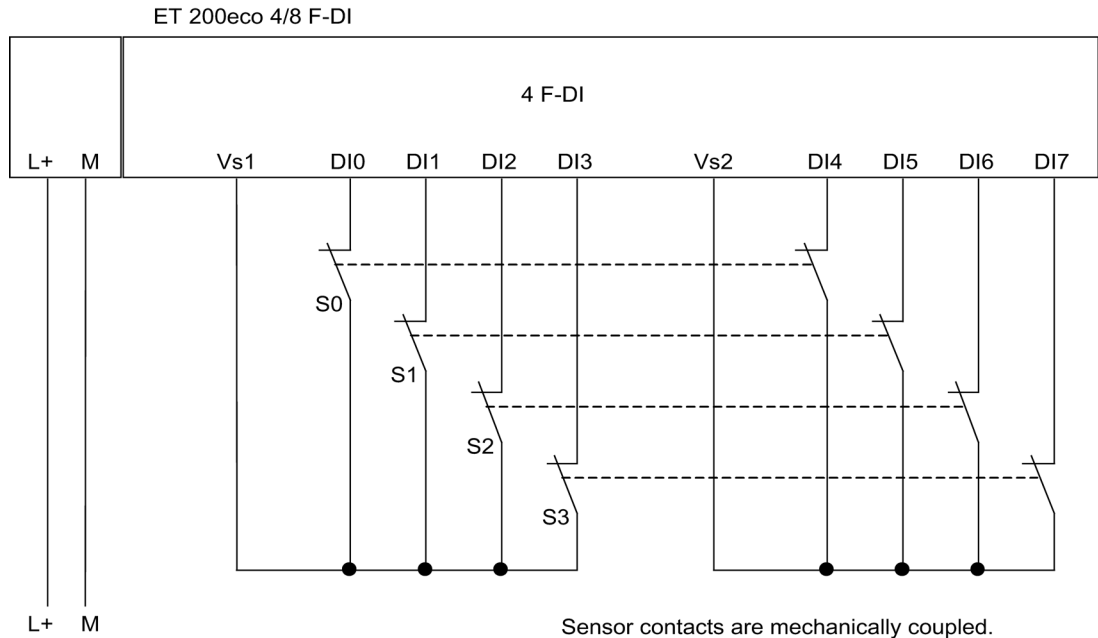 ET 200eco 4/8 F-DI
4 F-DI
L+ M Vs1 DI0 DI1 DI2 DI3 Vs2 DI4 DI5 DI6 DI7
S0
S1
S2
S3
L+ M
Sensor contacts are mechanically coupled.